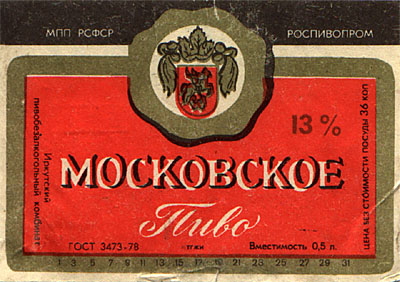 МПП РСФСР
РОСПИВОПРОМ
13%
МОСКОВСКОЕ
Пиво
ГОСТ 3473-78
Вместимость 0,5 л.
Иркутский
пивобезалкогольный комбинат
ЦЕНА БЕЗ СТОИМОСТИ ПОСУДЫ 36 КОП
1 3 5 7 9 11 13 15 17 19 21 23 25 27 29 31